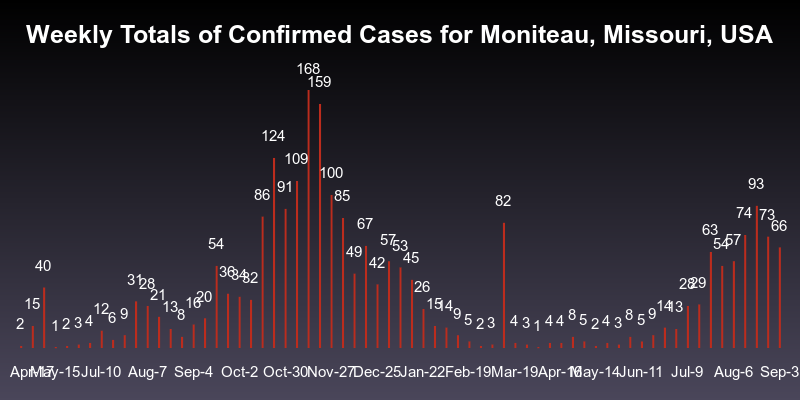 Weekly Totals of Confirmed Cases for Moniteau, Missouri, USA
2 15 40 1 2 3 4 12 6 9 31 28 21 13 8 16 20 54 36 34 32 86 124 91 109 168 159 100 85 49 67 42 57 53 45 26 15 14 9 5 2 3 82 4 3 1 4 4 8 5 2 4 3 8 5 9 14 13 28 29 63 54 57 74 93 73 66
Apr-17 May-15 Jul-10 Aug-7 Sep-4 Oct-2 Oct-30 Nov-27 Dec-25 Jan-22 Feb-19 Mar-19 Apr-16 May-14 Jun-11 Jul-9 Aug-6 Sep-3